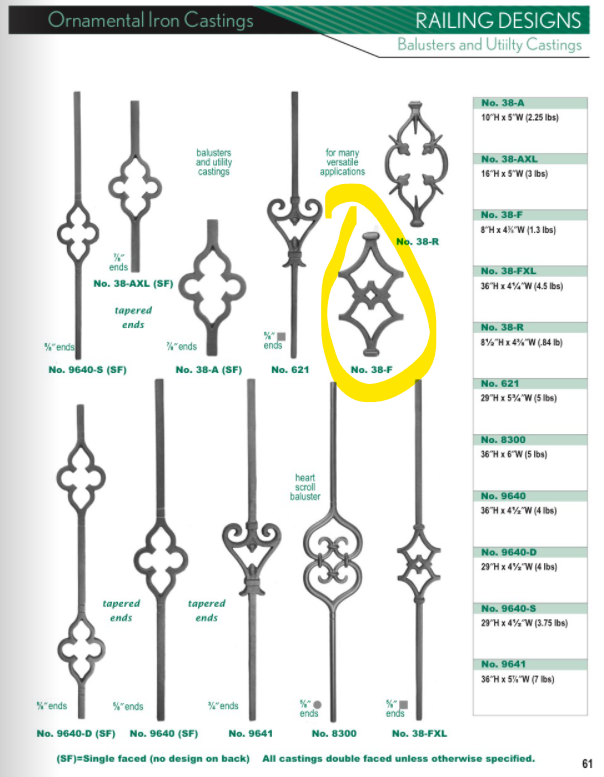 Ornamental Iron Castings
RAILING DESIGNS
Balusters and Utiilty Castings
balusters
and utility
castings
for many
versatile
applications
No. 38-R
⅞"
ends
No. 38-AXL (SF)
tapered
ends
⅝"ends
⅞"ends
⅝"
ends
No. 9640-S (SF)
No. 38-A (SF)
No. 621
No. 38-F
heart
scroll
baluster
tapered
ends
tapered
ends
⅝"ends
¾"ends
⅝"
ends
⅝"
ends
No. 9640-D (SF)
No. 9640 (SF)
No. 9641
No. 8300
No. 38-FXL
(SF)=Single faced (no design on back) All castings double faced unless otherwise specified.
No. 38-A
10"H x 5"W (2.25 lbs)
No. 38-AXL
16"H x 5"W (3 lbs)
No. 38-F
8"H x 4⅜"W (1.3 lbs)
No. 38-FXL
36"H x 4¼"W (4.5 lbs)
No. 38-R
8½"H x 4⅝"W (.84 lb)
No. 621
29"H x 5¾"W (5 lbs)
No. 8300
36"H x 6"W (5 lbs)
No. 9640
36"H x 4½"W (4 lbs)
No. 9640-D
29"H x 4½"W (4 lbs)
No. 9640-S
29"H x 4½"W (3.75 lbs)
No. 9641
36"H x 5⅞"W (7 lbs)
61